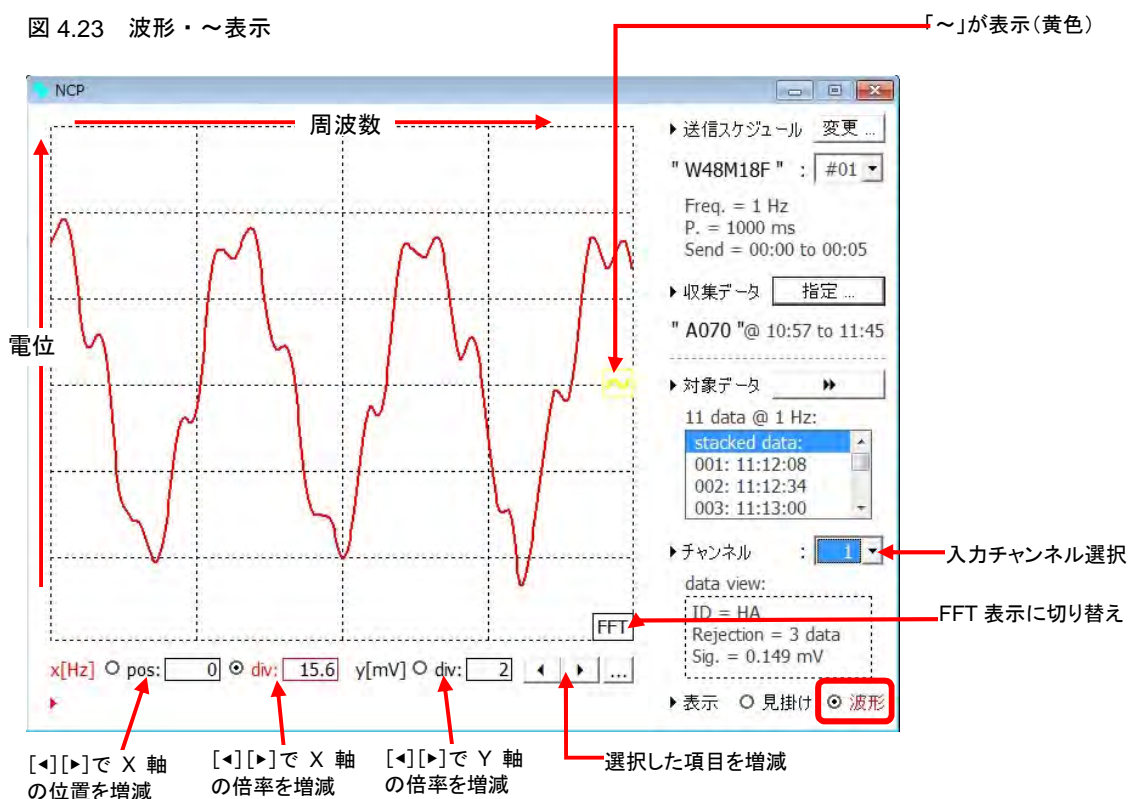 図 4.23 波形・～表示
「～」が表示(黄色)
NCP
周波数
電位
～
FFT
x[Hz] pos: 0 div: 15.6 y[mV] div: 2 ◂ ▸ ...
▸送信スケジュール 変更 ...
" W48M18F " : #01
Freq. = 1 Hz
P. = 1000 ms
Send = 00:00 to 00:05
▸収集データ 指定 ...
" A070 "@ 10:57 to 11:45
▸対象データ
11 data @ 1 Hz:
stacked data:
001: 11:12:08
002: 11:12:34
003: 11:13:00
▸チャンネル : 1
data view:
ID = HA
Rejection = 3 data
Sig. = 0.149 mV
▸表示 見掛け 波形
入力チャンネル選択
FFT 表示に切り替え
[◂][▸]で X 軸
の位置を増減
[◂][▸]で X 軸
の倍率を増減
[◂][▸]で Y 軸
の倍率を増減
選択した項目を増減